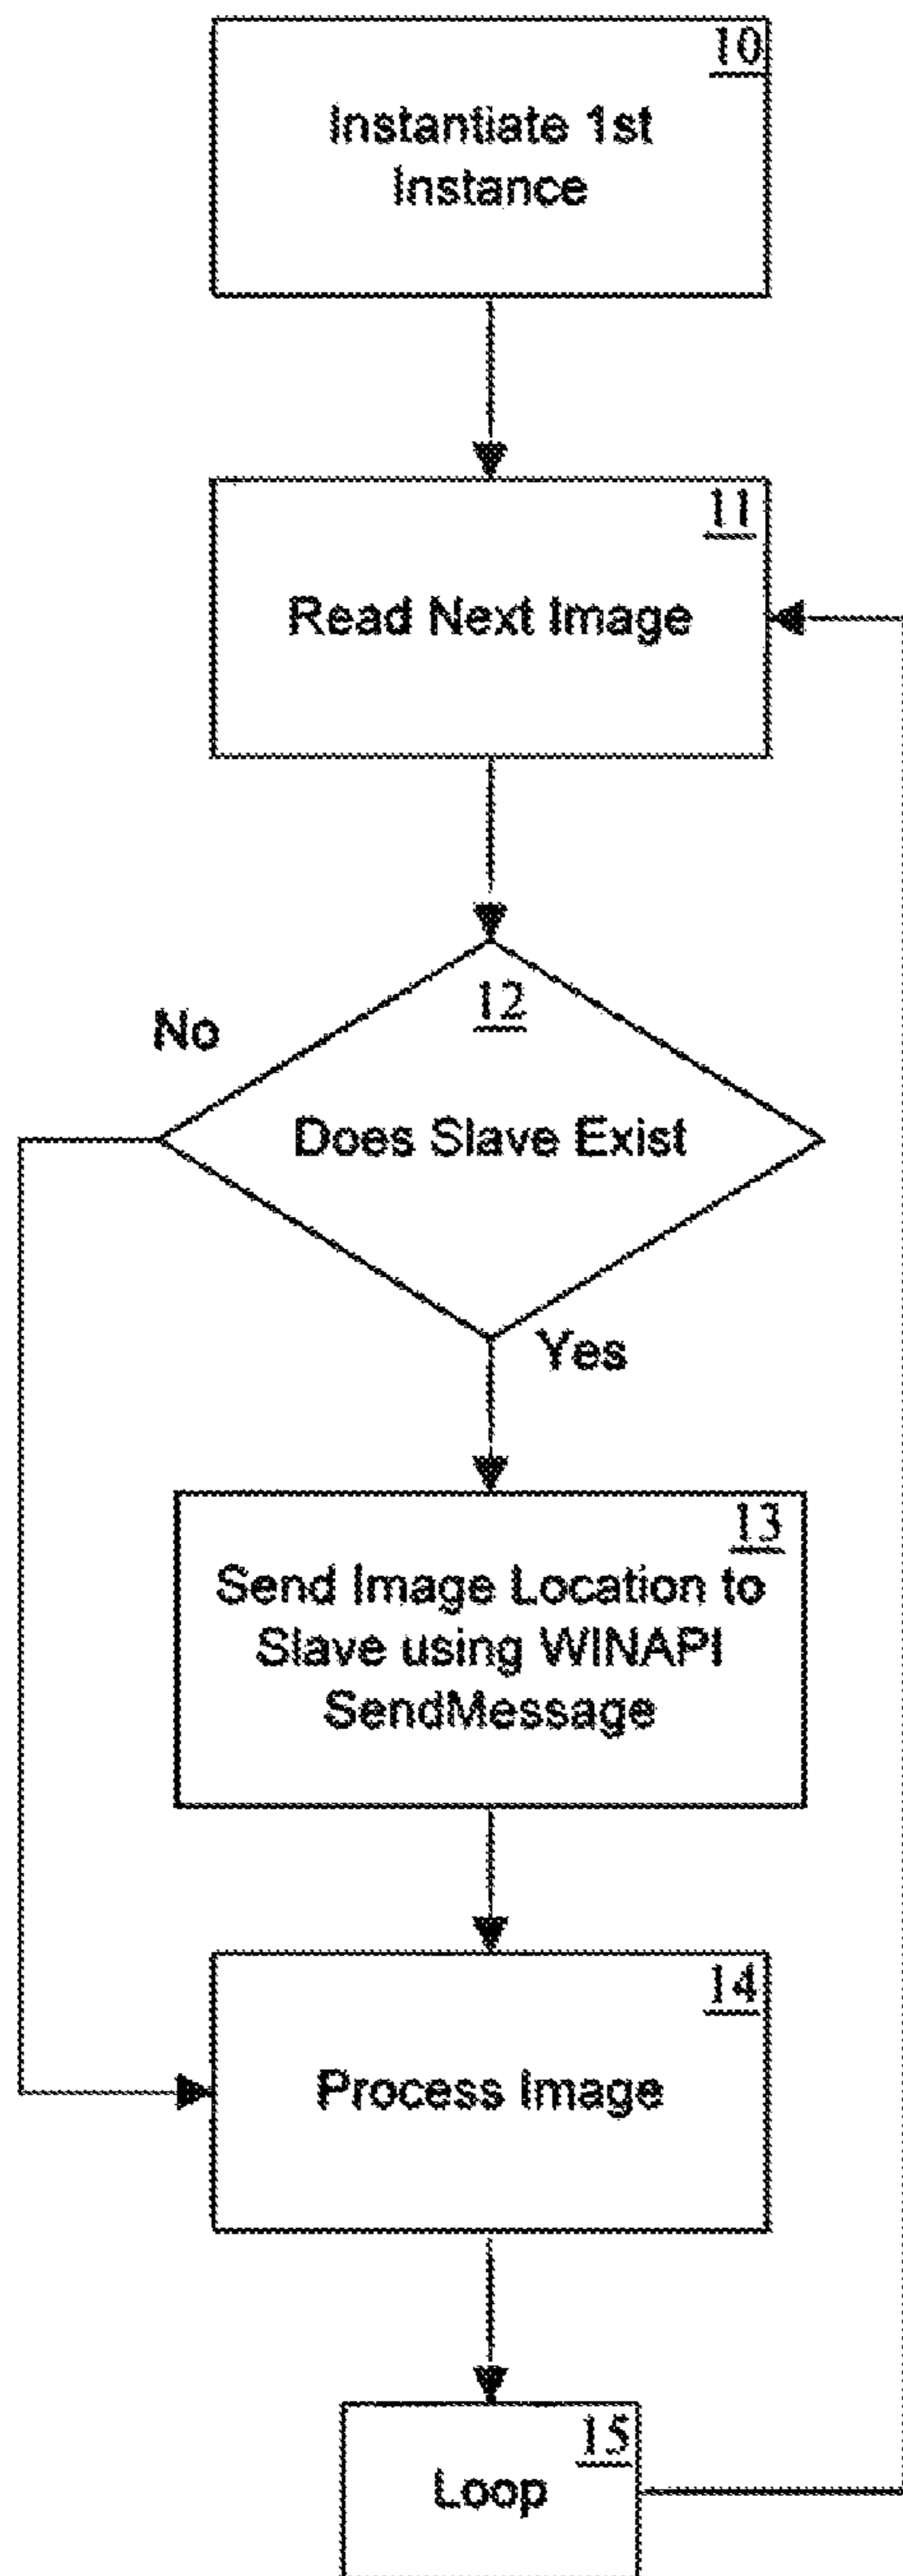 10
Instantiate 1st
Instance
11
Read Next Image
12
No
Does Slave Exist
Yes
13
Send Image Location to
Slave using WINAPI
SendMessage
14
Process Image
15
Loop